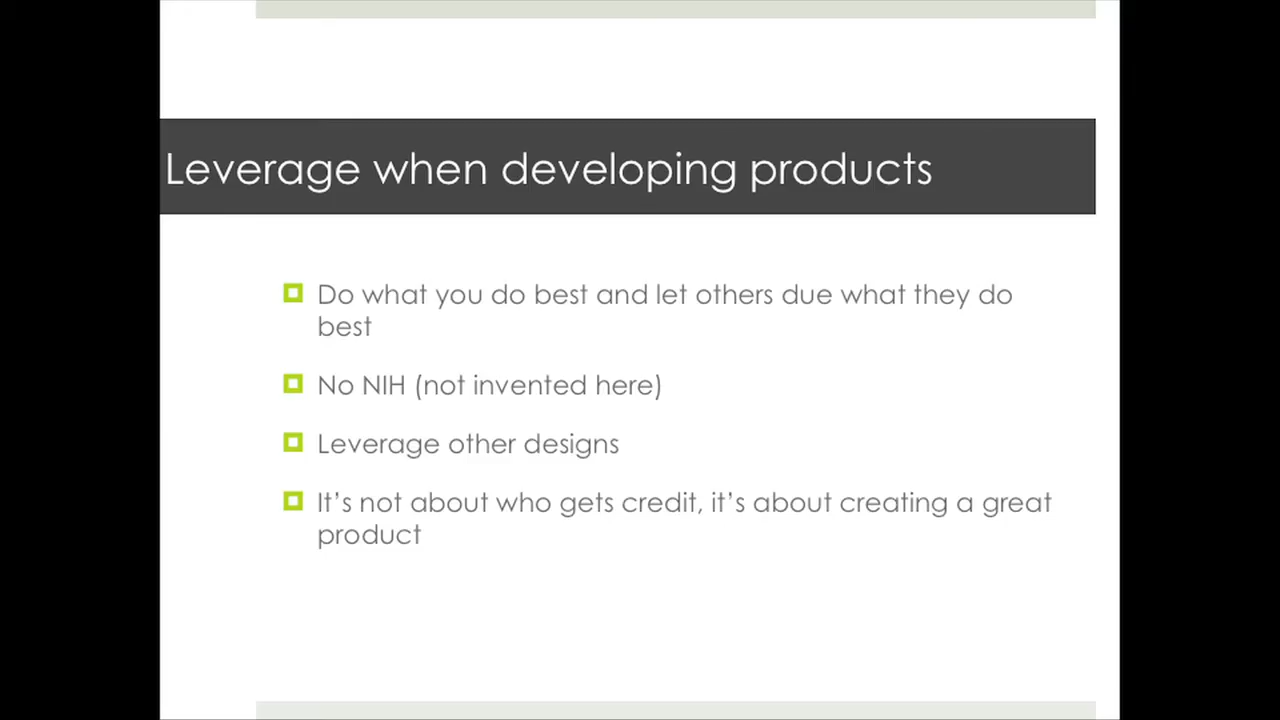 Leverage when developing products
Do what you do best and let others due what they do
best
No NIH (not invented here)
Leverage other designs
It's not about who gets credit, it's about creating a great
product